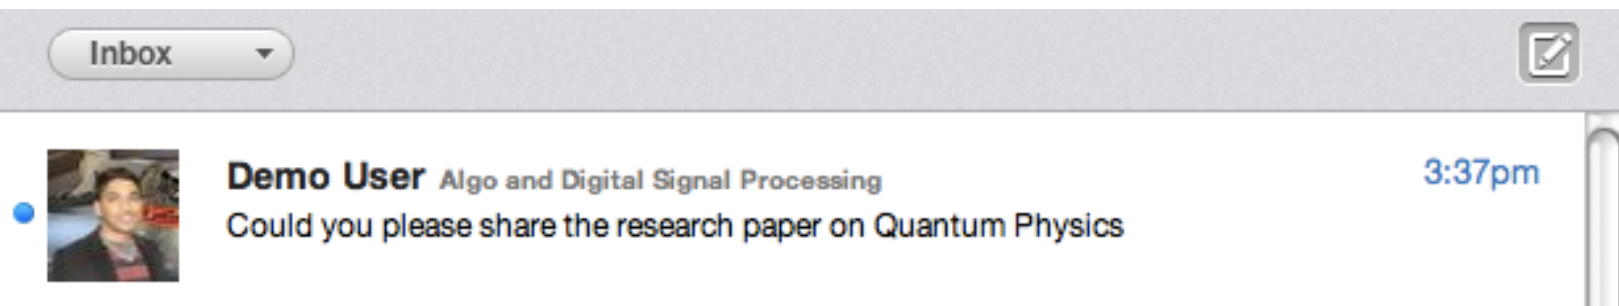 Inbox
Demo User Algo and Digital Signal Processing 3:37pm
Could you please share the research paper on Quantum Physics